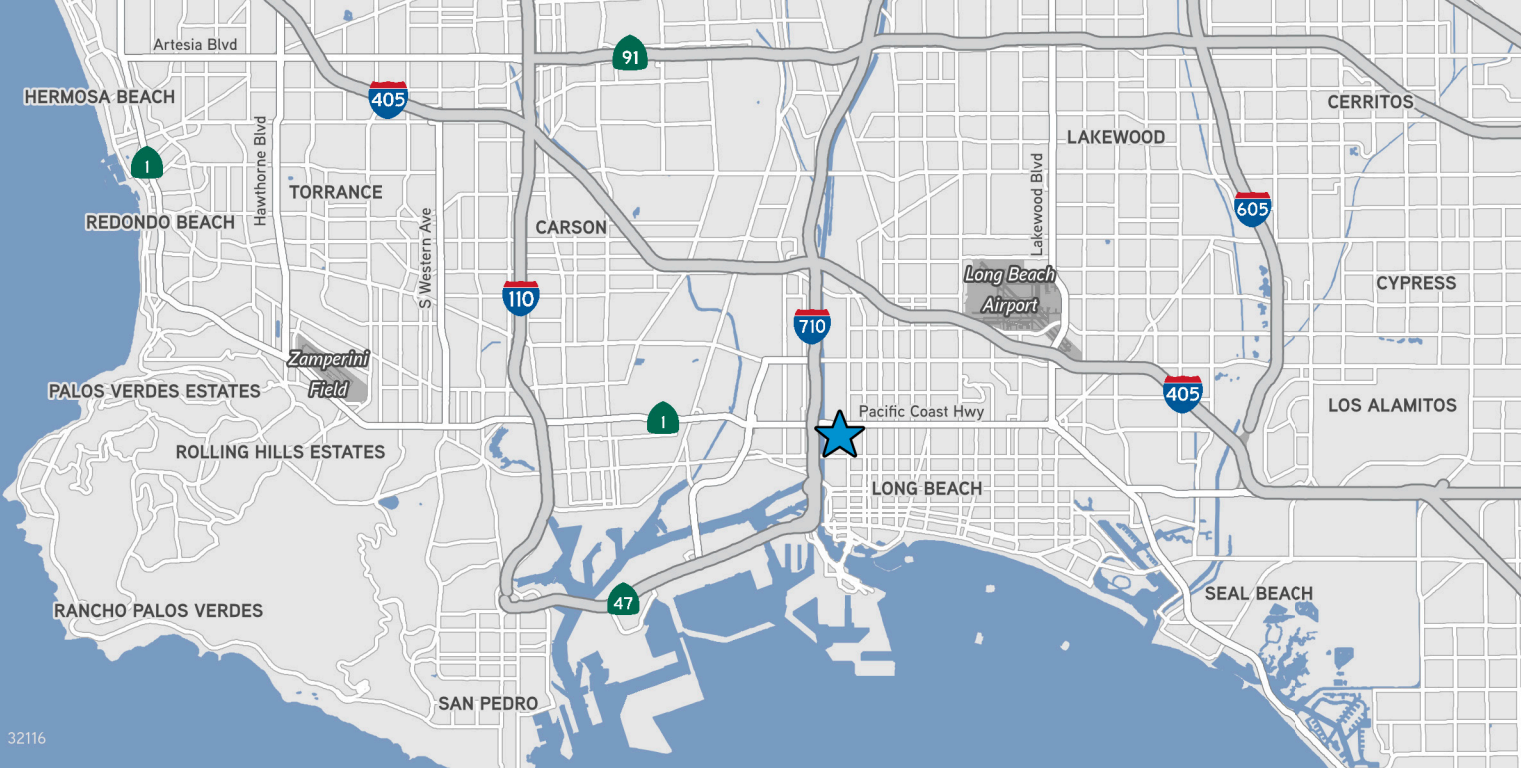 Artesia Blvd
91
HERMOSA BEACH
405
CERRITOS
LAKEWOOD
1
Hawthorne Blvd
TORRANCE
Lakewood Blvd
605
REDONDO BEACH
S Western Ave
CARSON
Long Beach
Airport
CYPRESS
110
710
Zamperini
Field
PALOS VERDES ESTATES
405
LOS ALAMITOS
1
Pacific Coast Hwy
ROLLING HILLS ESTATES
LONG BEACH
SEAL BEACH
47
RANCHO PALOS VERDES
SAN PEDRO
32116